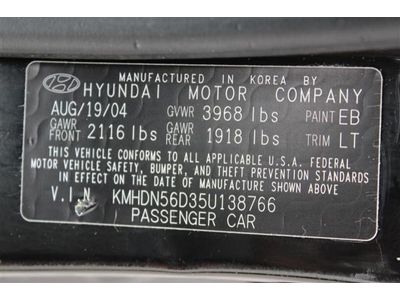 MANUFACTURED IN KOREA BY
HYUNDAI MOTOR COMPANY
AUG/19/04 GVWR 3968 lbs PAINT EB
GAWR FRONT 2116 lbs GAWR REAR 1918 lbs TRIM LT
THIS VEHICLE CONFORMS TO ALL APPLICABLE U.S.A. FEDERAL
MOTOR VEHICLE SAFETY, BUMPER, AND THEFT PREVENTION STANDARDS
IN EFFECT ON THE DATE OF MANUFACTURE SHOWN ABOVE.
V.I.N. KMHDN56D35U138766
PASSENGER CAR